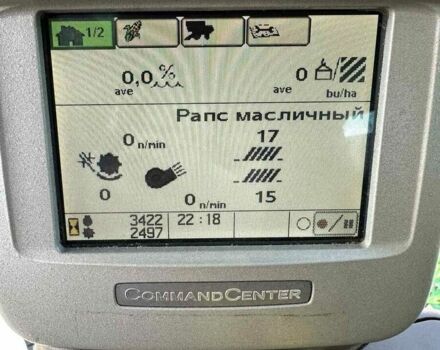 1/2
0,0 %
ave
0
ave
bu/ha
Рапс масличный
0 n/min
17
0
0 n/min
15
3422
2497
22:18
COMMANDCENTER